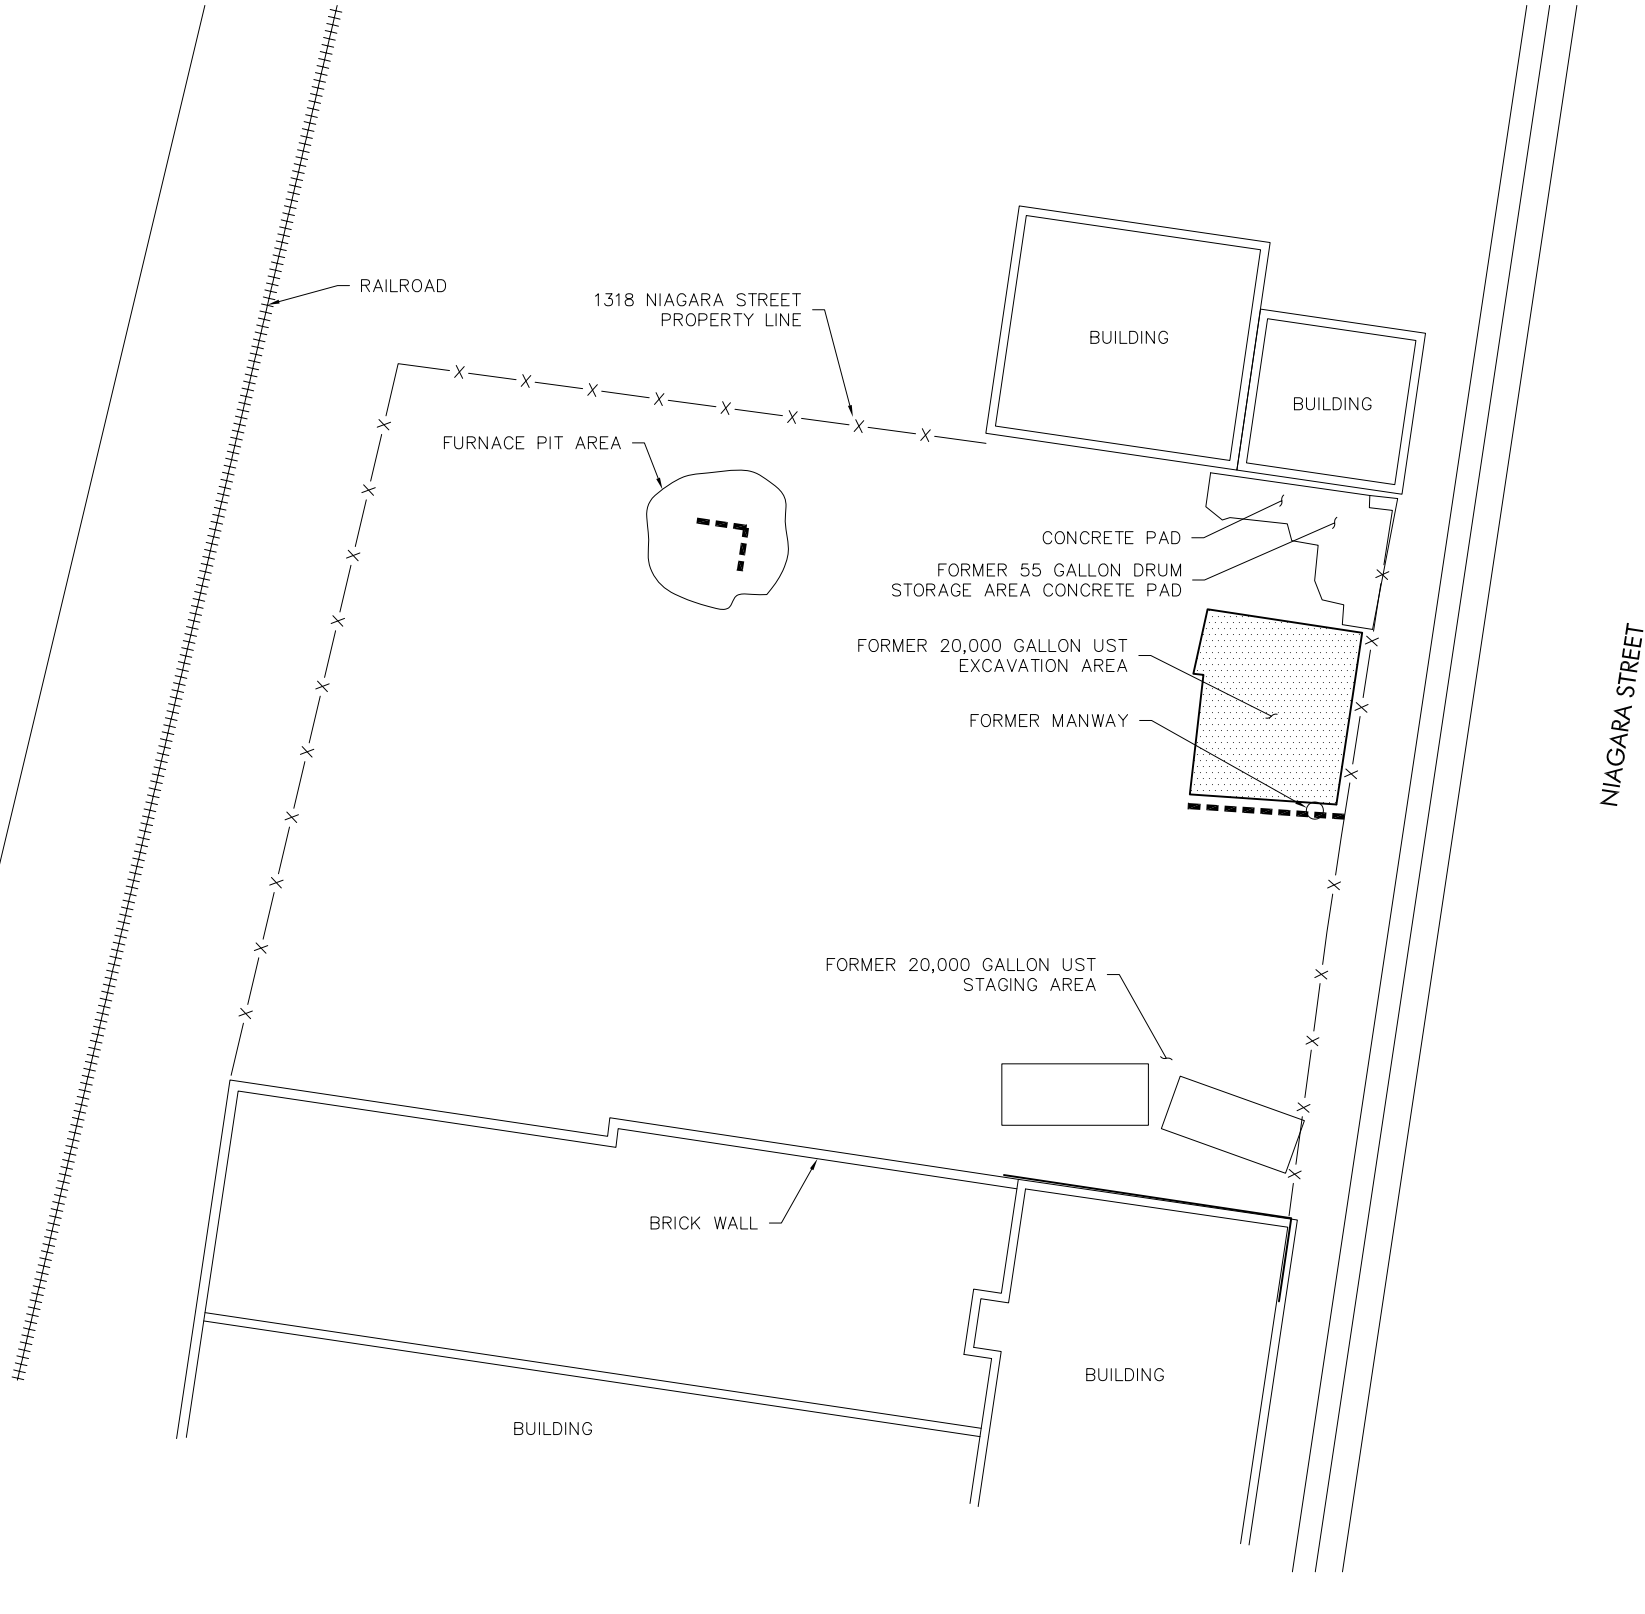 RAILROAD
1318 NIAGARA STREET
PROPERTY LINE
BUILDING
BUILDING
FURNACE PIT AREA
CONCRETE PAD
FORMER 55 GALLON DRUM
STORAGE AREA CONCRETE PAD
FORMER 20,000 GALLON UST
EXCAVATION AREA
FORMER MANWAY
NIAGARA STREET
FORMER 20,000 GALLON UST
STAGING AREA
BRICK WALL
BUILDING
BUILDING